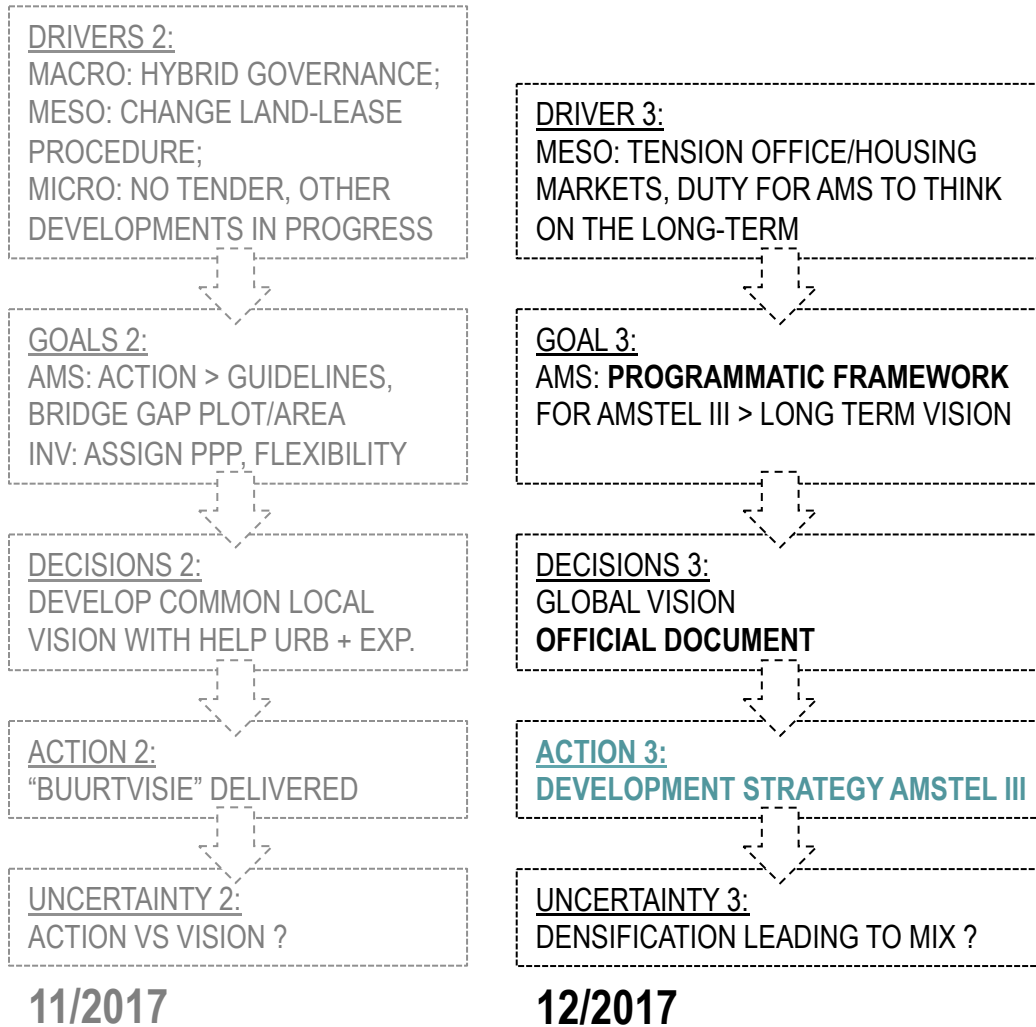 DRIVERS 2:
MACRO: HYBRID GOVERNANCE;
MESO: CHANGE LAND-LEASE
PROCEDURE;
MICRO: NO TENDER, OTHER
DEVELOPMENTS IN PROGRESS
GOALS 2:
AMS: ACTION > GUIDELINES,
BRIDGE GAP PLOT/AREA
INV: ASSIGN PPP, FLEXIBILITY
DECISIONS 2:
DEVELOP COMMON LOCAL
VISION WITH HELP URB + EXP.
ACTION 2:
“BUURTVISIE” DELIVERED
UNCERTAINTY 2:
ACTION VS VISION ?
11/2017
DRIVER 3:
MESO: TENSION OFFICE/HOUSING
MARKETS, DUTY FOR AMS TO THINK
ON THE LONG-TERM
GOAL 3:
AMS: PROGRAMMATIC FRAMEWORK
FOR AMSTEL III > LONG TERM VISION
DECISIONS 3:
GLOBAL VISION
OFFICIAL DOCUMENT
ACTION 3:
DEVELOPMENT STRATEGY AMSTEL III
UNCERTAINTY 3:
DENSIFICATION LEADING TO MIX ?
12/2017